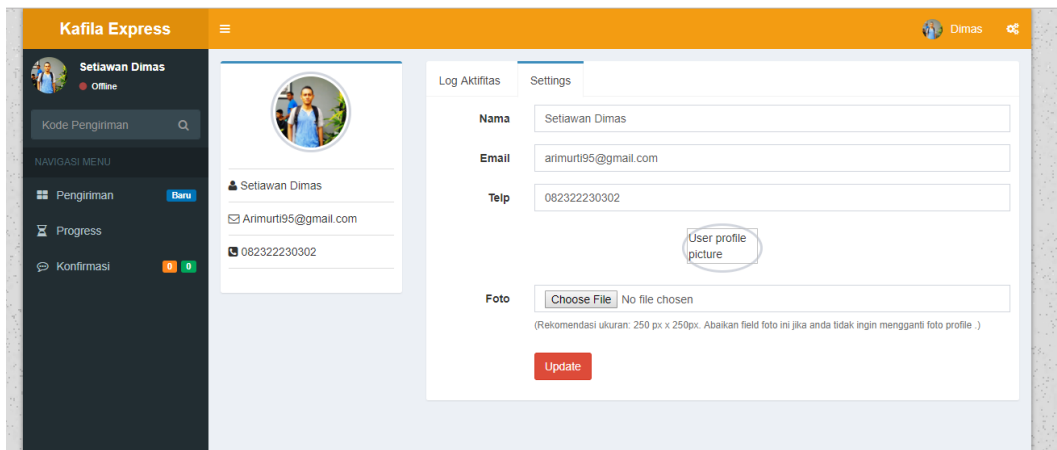 Kafila Express
Dimas
Setiawan Dimas
Offline
Kode Pengiriman
NAVIGASI MENU
Pengiriman Baru
Progress
Konfirmasi 0 0
Setiawan Dimas
Arimurti95@gmail.com
082322230302
Log Aktifitas Settings
Nama Setiawan Dimas
Email arimurti95@gmail.com
Telp 082322230302
User profile
picture
Foto Choose File No file chosen
(Rekomendasi ukuran: 250 px x 250px. Abaikan field foto ini jika anda tidak ingin mengganti foto profile .)
Update